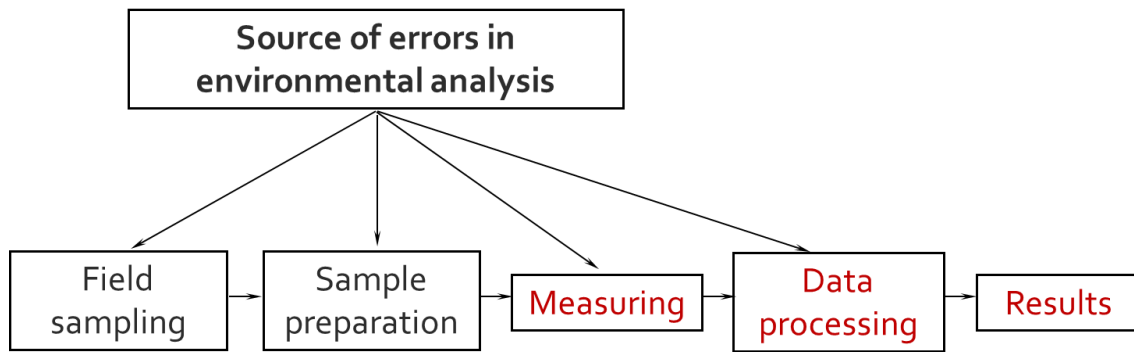 Source of errors in
environmental analysis
Field
sampling
Sample
preparation
Measuring
Data
processing
Results